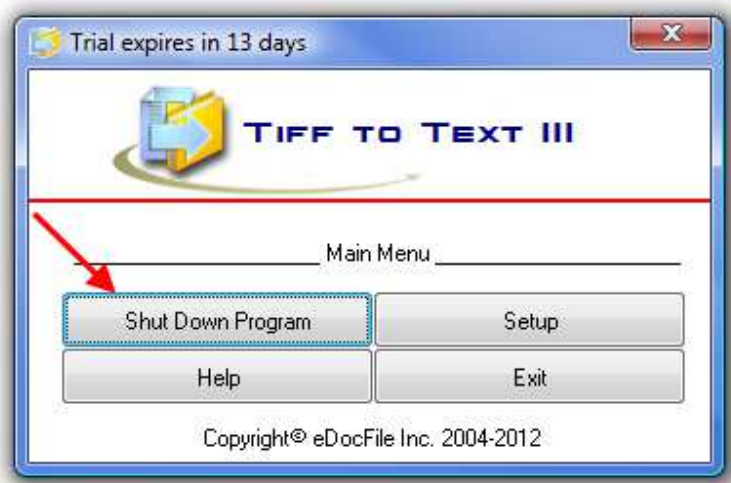 Trial expires in 13 days
TIFF TO TEXT III
Main Menu
Shut Down Program
Setup
Help
Exit
Copyright© eDocFile Inc. 2004-2012